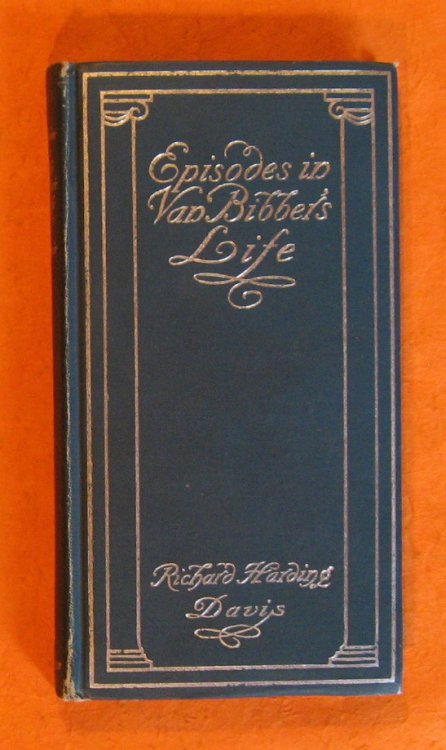 Episodes in
Van Bibber's
Life
Richard Harding
Davis